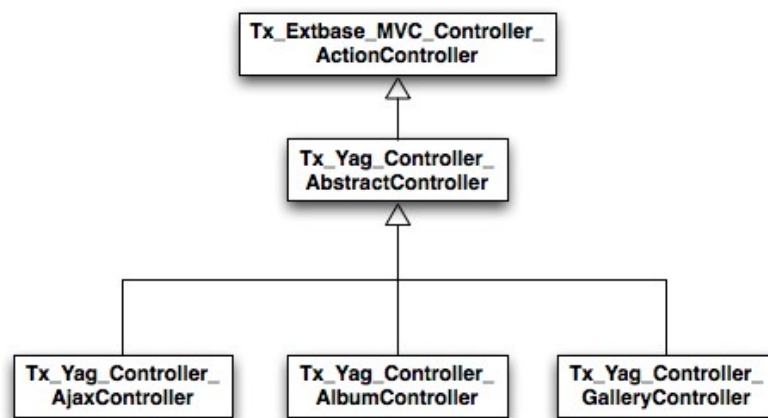 Tx_Extbase_MVC_Controller_
ActionController
Tx_Yag_Controller_
AbstractController
Tx_Yag_Controller_
AjaxController
Tx_Yag_Controller_
AlbumController
Tx_Yag_Controller_
GalleryController